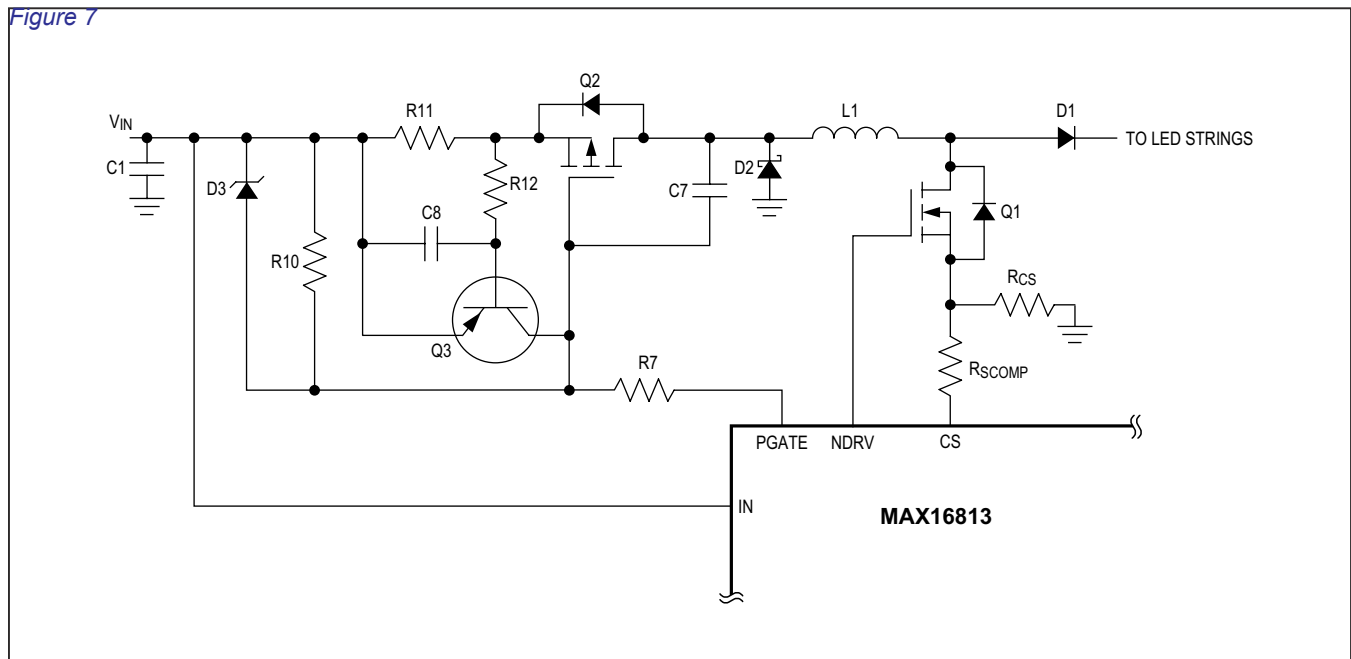 Figure 7
Q2
R11
L1
D1
VIN
TO LED STRINGS
C1
D3
R12
D2
C7
C8
Q1
R10
RCS
Q3
R7
RSCOMP
PGATE
NDRV
CS
IN
MAX16813